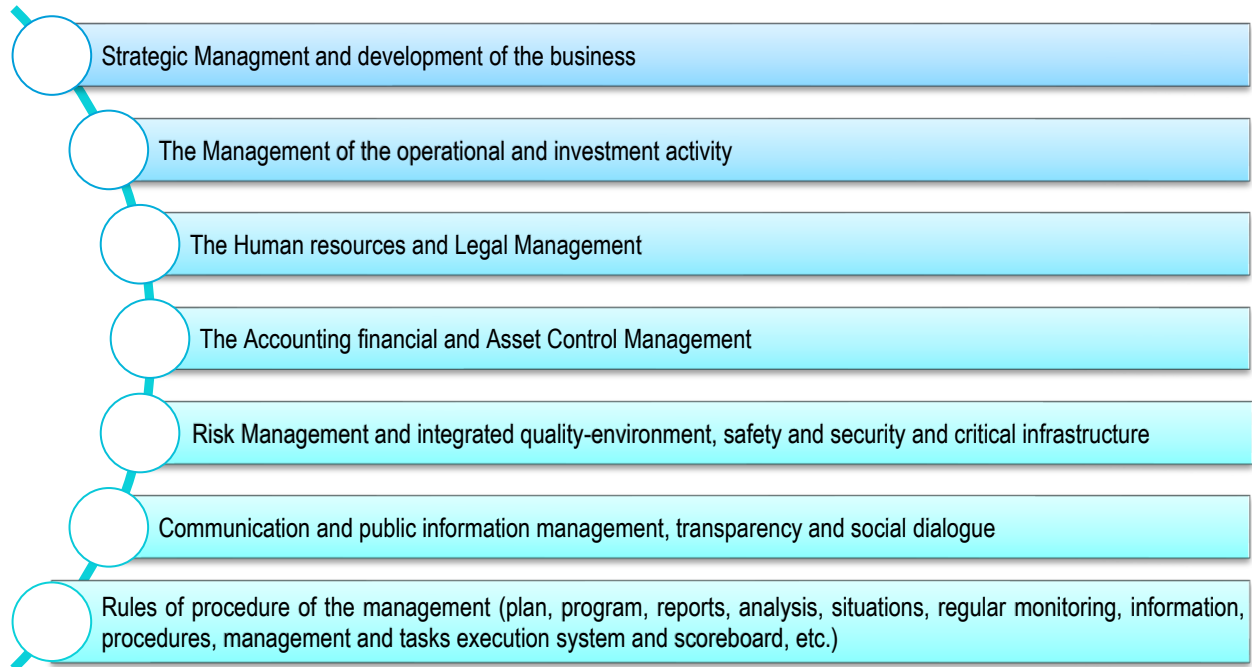 Strategic Managment and development of the business
The Management of the operational and investment activity
The Human resources and Legal Management
The Accounting financial and Asset Control Management
Risk Management and integrated quality-environment, safety and security and critical infrastructure
Communication and public information management, transparency and social dialogue
Rules of procedure of the management (plan, program, reports, analysis, situations, regular monitoring, information,
procedures, management and tasks execution system and scoreboard, etc.)